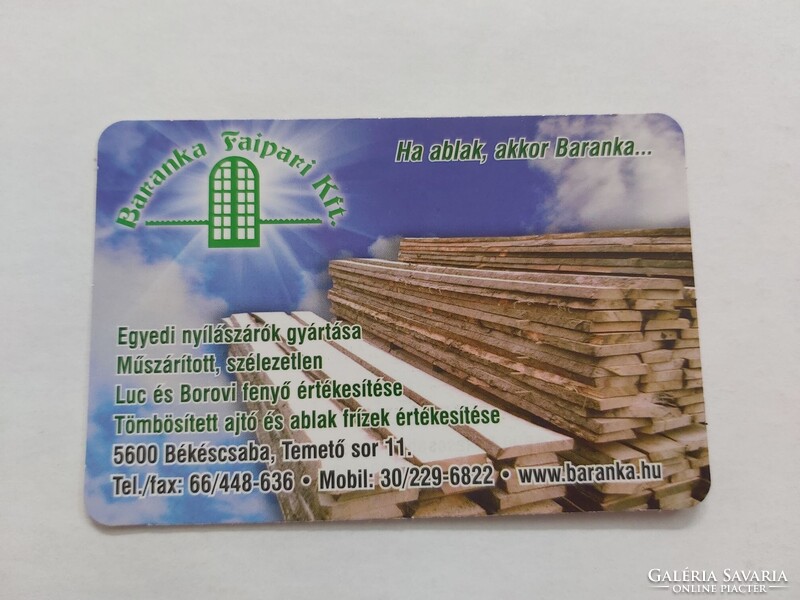 Baranka Faipari Kft.
Ha ablak, akkor Baranka...
Egyedi nyílászárók gyártása
Műszárított, szélezetlen
Luc és Borovi fenyő értékesítése
Tömbösített ajtó és ablak frízek értékesítése
5600 Békéscsaba, Temető sor 11.
Tel./fax: 66/448-636 • Mobil: 30/229-6822 • www.baranka.hu
GALÉRIA SAVARIA
ONLINE PIACTÉR